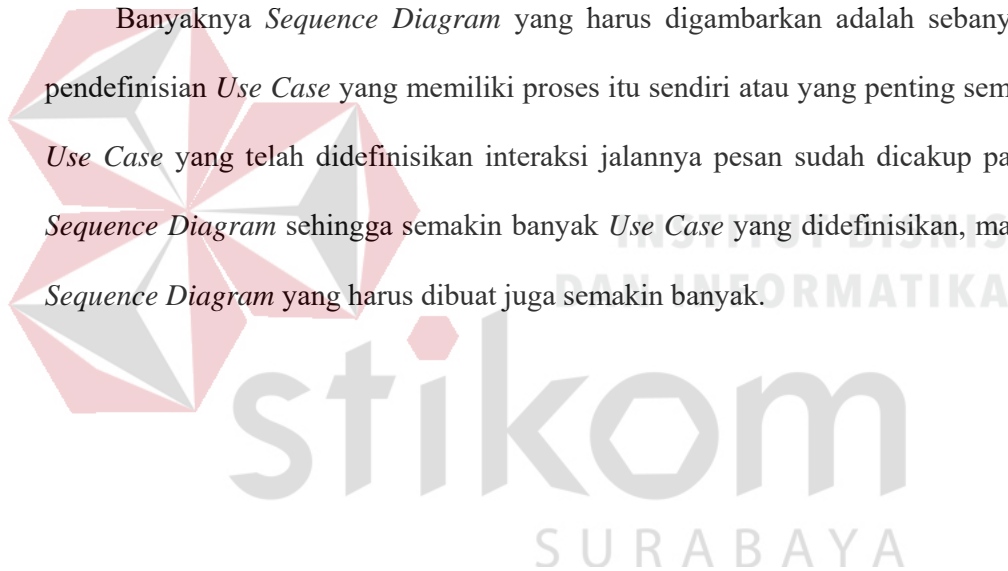 Banyaknya Sequence Diagram yang harus digambarkan adalah sebany
pendefinisian Use Case yang memiliki proses itu sendiri atau yang penting sem
Use Case yang telah didefinisikan interaksi jalannya pesan sudah dicakup pa
Sequence Diagram sehingga semakin banyak Use Case yang didefinisikan, ma
INSTITUT BISNIS
Sequence Diagram yang harus dibuat juga semakin banyak.
DAN INFORMATIKA
stikom
SURABAYA